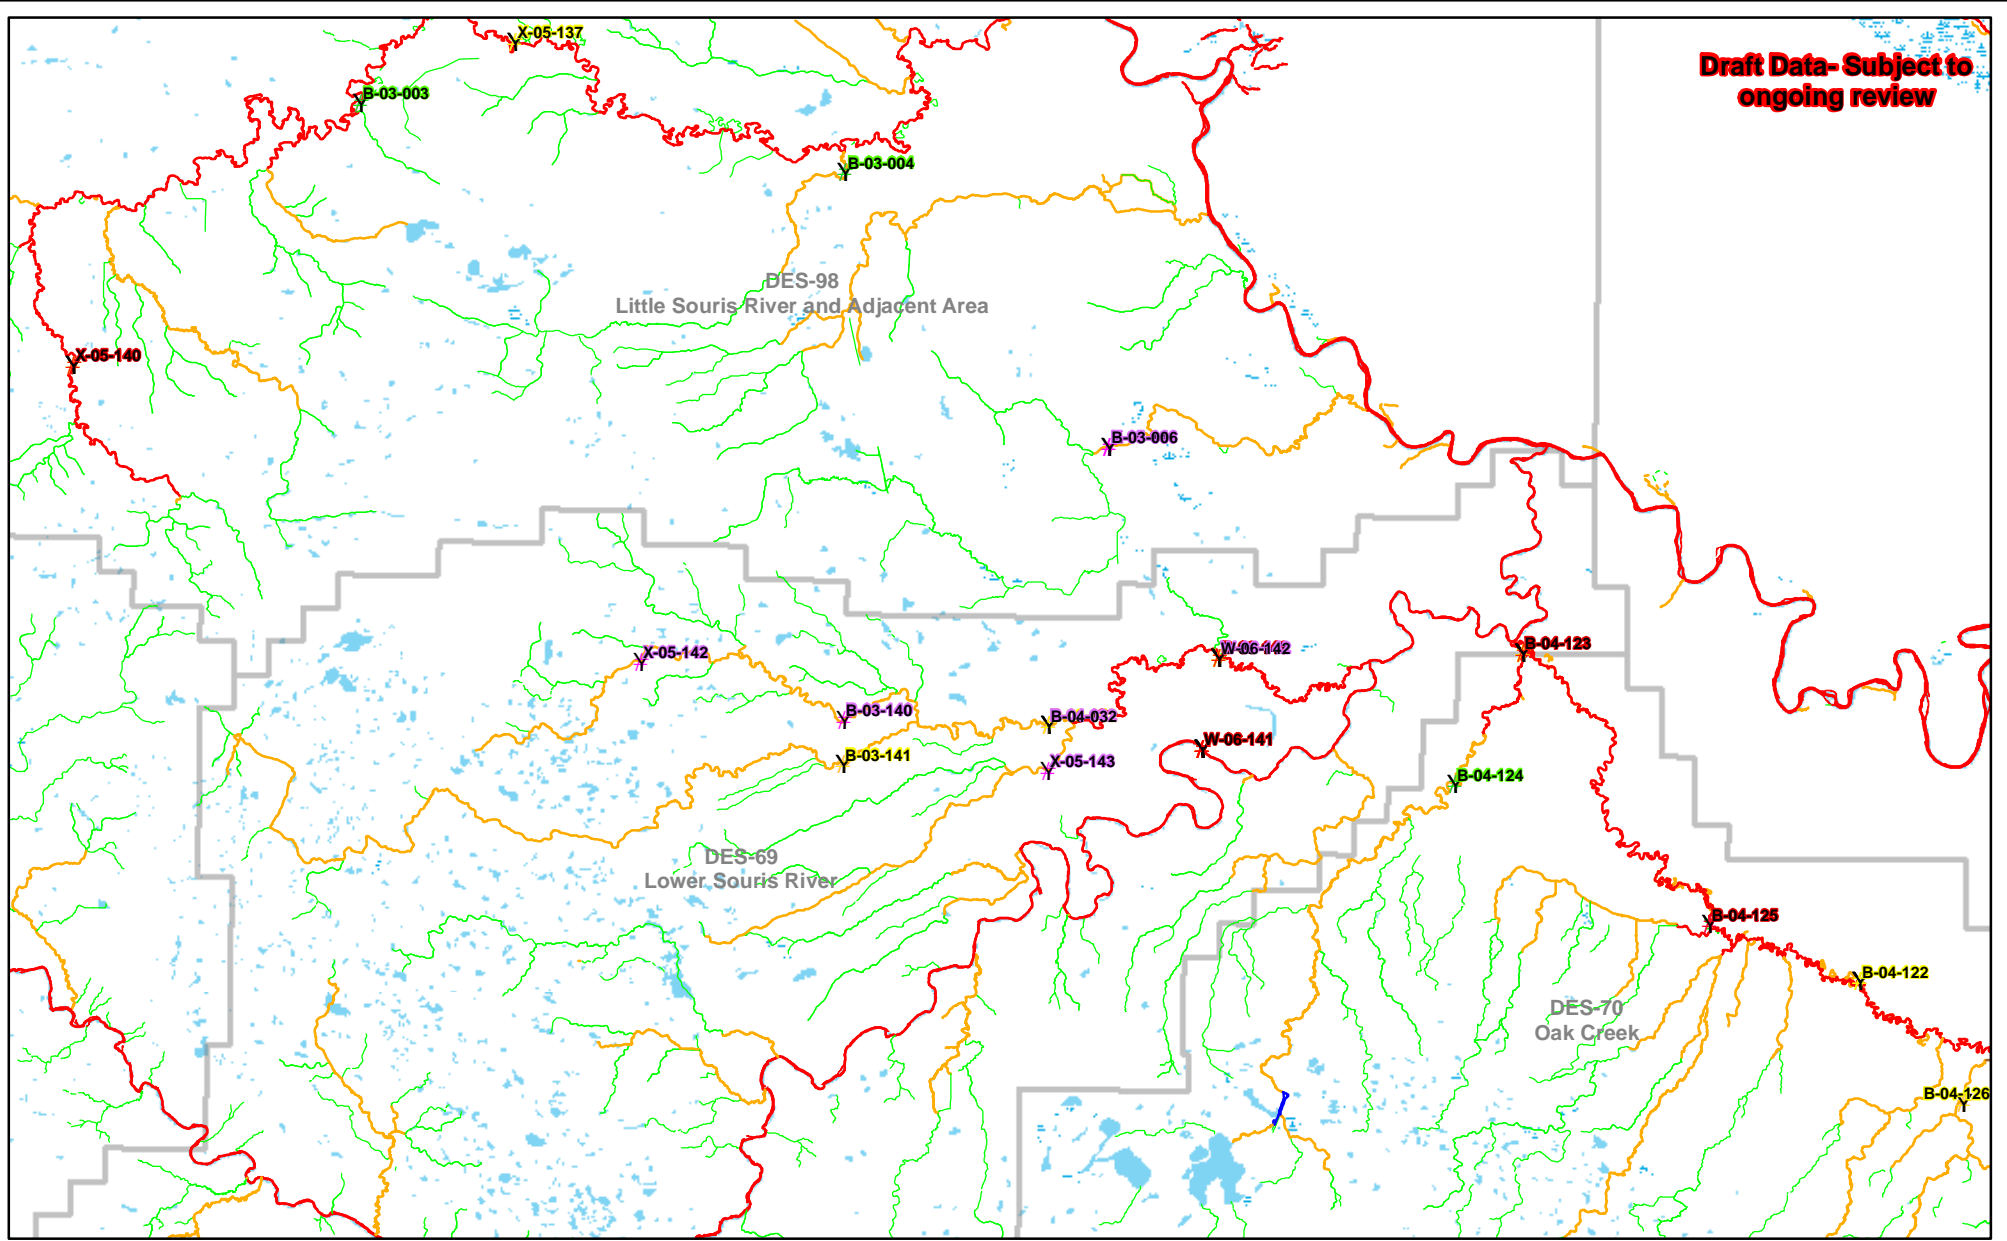 X-05-137
Draft Data- Subject to
ongoing review
B-03-003
B-03-004
DES-98
Little Souris River and Adjacent Area
X-05-140
B-03-006
X-05-142
W-06-142
B-04-123
B-03-140
B-04-032
W-06-141
B-03-141
X-05-143
B-04-124
DES-69
Lower Souris River
B-04-125
B-04-122
DES-70
Oak Creek
B-04-126